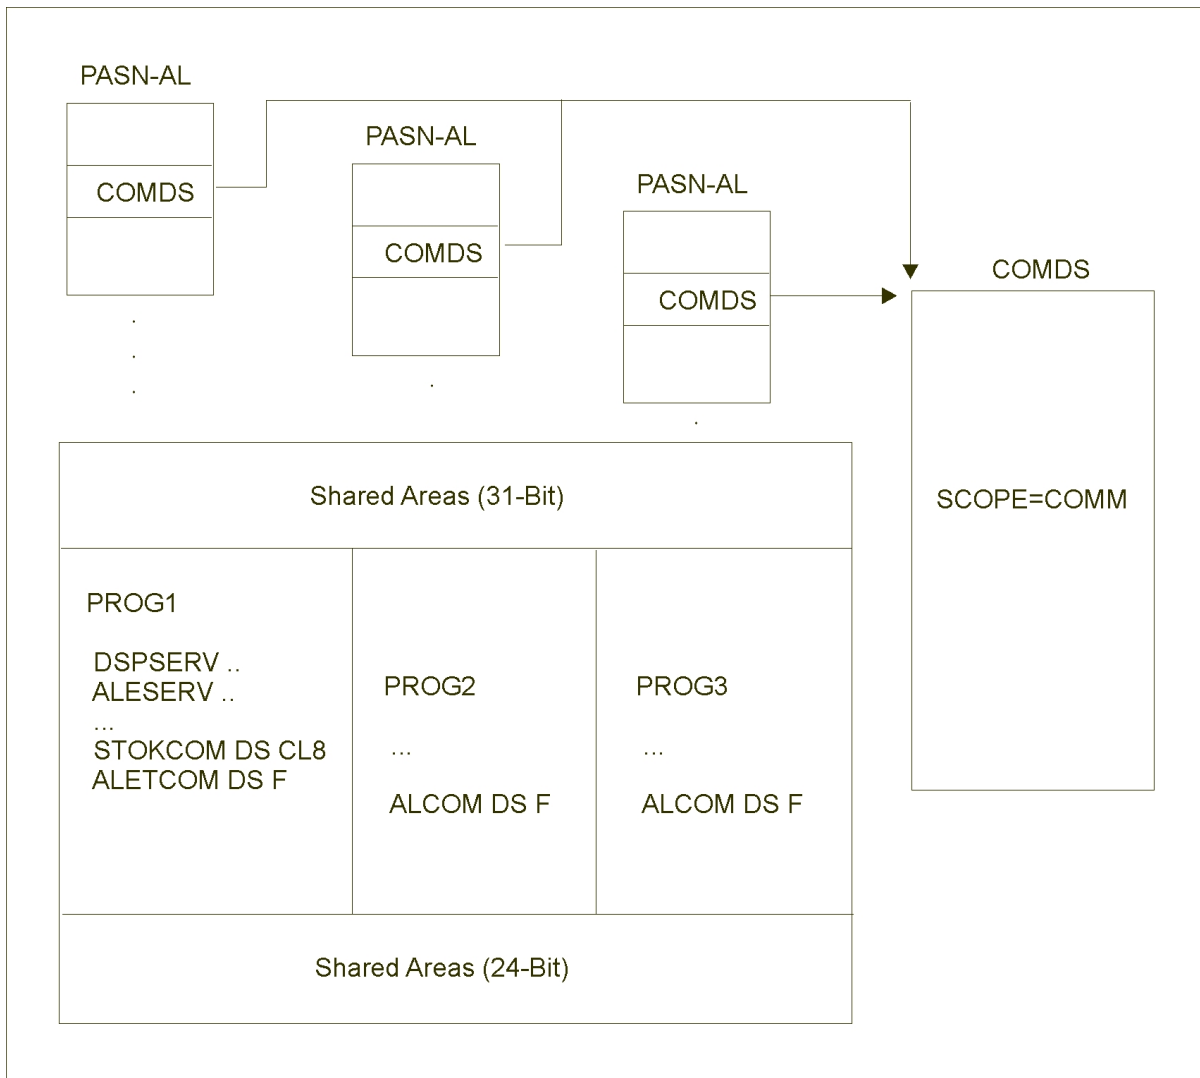 PASN-AL
COMDS
PASN-AL
COMDS
PASN-AL
COMDS
COMDS
SCOPE=COMM
.
.
.
.
.
Shared Areas (31-Bit)
PROG1
DSPSERV ..
ALESERV ..
...
STOKCOM DS CL8
ALETCOM DS F
PROG2
...
ALCOM DS F
PROG3
...
ALCOM DS F
Shared Areas (24-Bit)